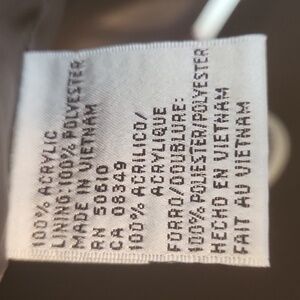 100% ACRYLIC
LINING:100% POLYESTER
MADE IN VIETNAM
RN 50610
CA 08349
100% ACRILICO/
ACRYLIQUE
FORRO/DOUBLURE:
100% POLIESTER/POLYESTER
HECHO EN VIETNAM
FAIT AU VIETNAM